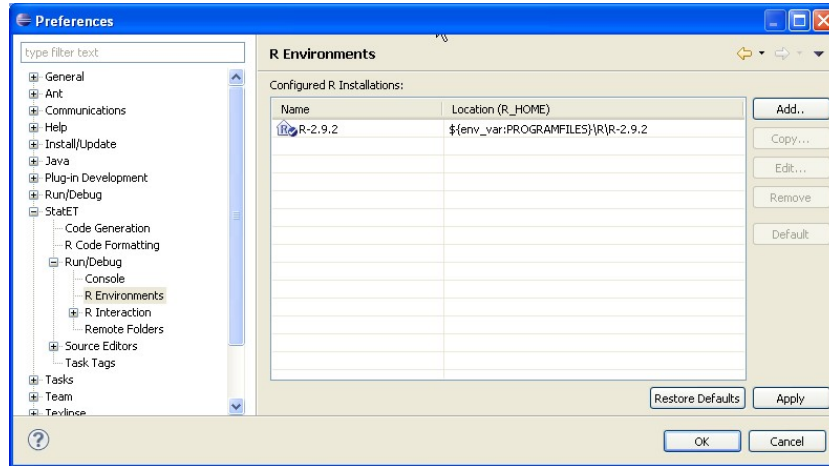 Preferences
type filter text
General
Ant
Communications
Help
Install/Update
Java
Plug-in Development
Run/Debug
StatET
Code Generation
R Code Formatting
Run/Debug
Console
R Environments
R Interaction
Remote Folders
Source Editors
Task Tags
Tasks
Team
Texlipse
R Environments
Configured R Installations:
Name Location (R_HOME)
R-2.9.2 ${env_var:PROGRAMFILES}\R\R-2.9.2
Add..
Copy...
Edit...
Remove
Default
Restore Defaults Apply
OK Cancel